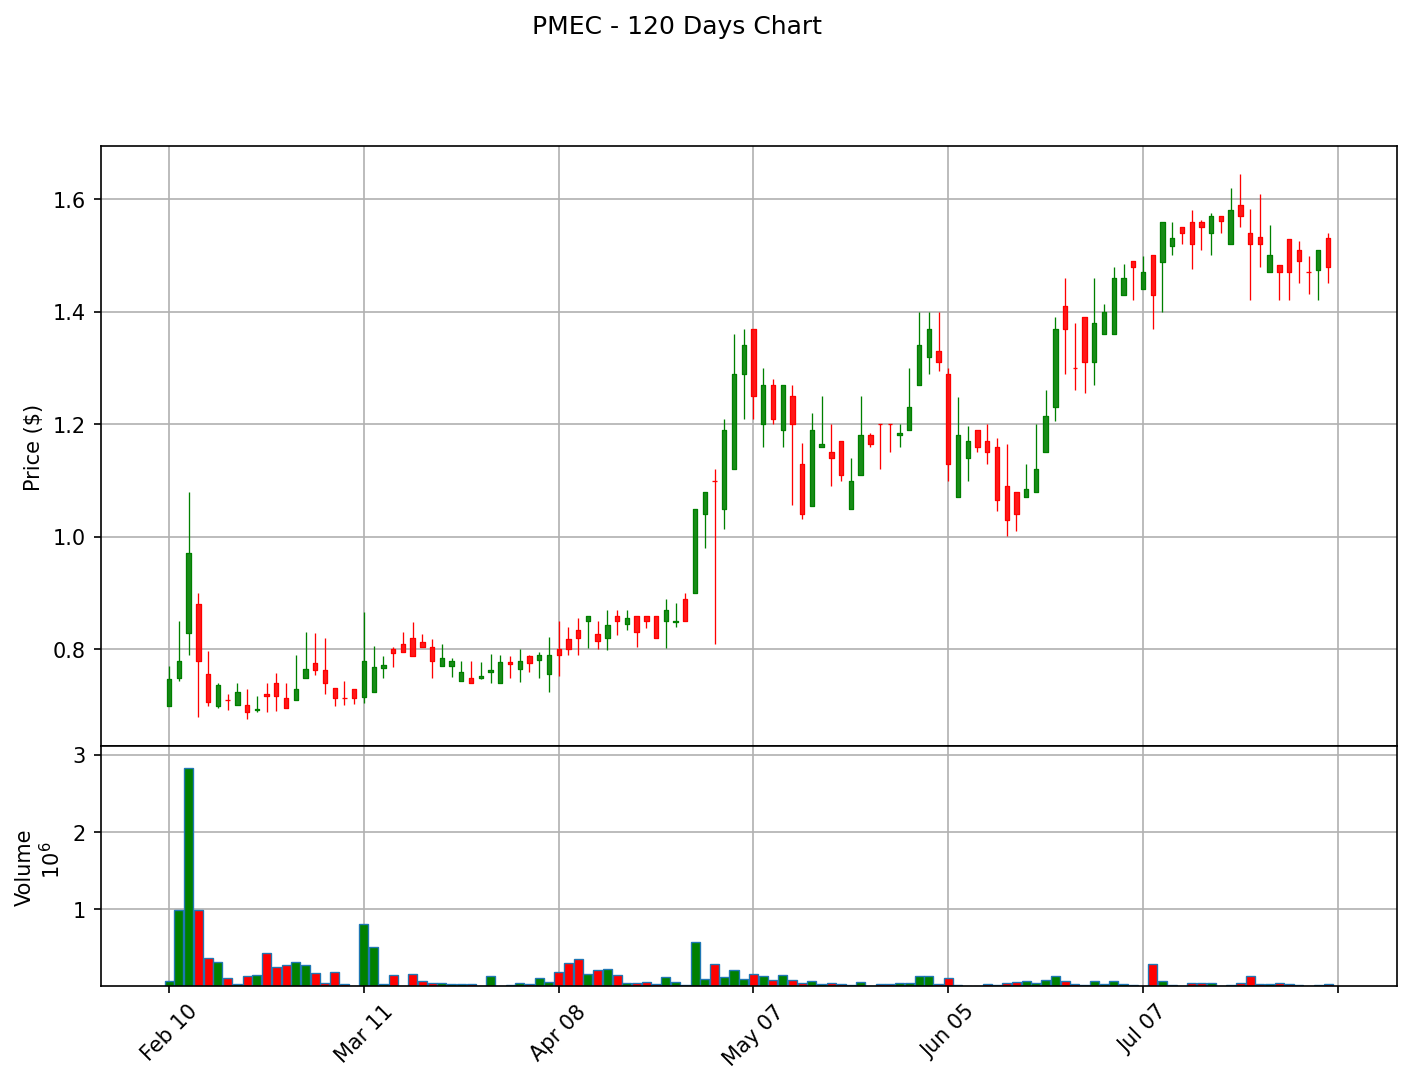 PMEC - 120 Days Chart
Price ($)
1.6
1.4
1.2
1.0
0.8
Volume
10^6
3
2
1
Feb 10
Mar 11
Apr 08
May 07
Jun 05
Jul 07